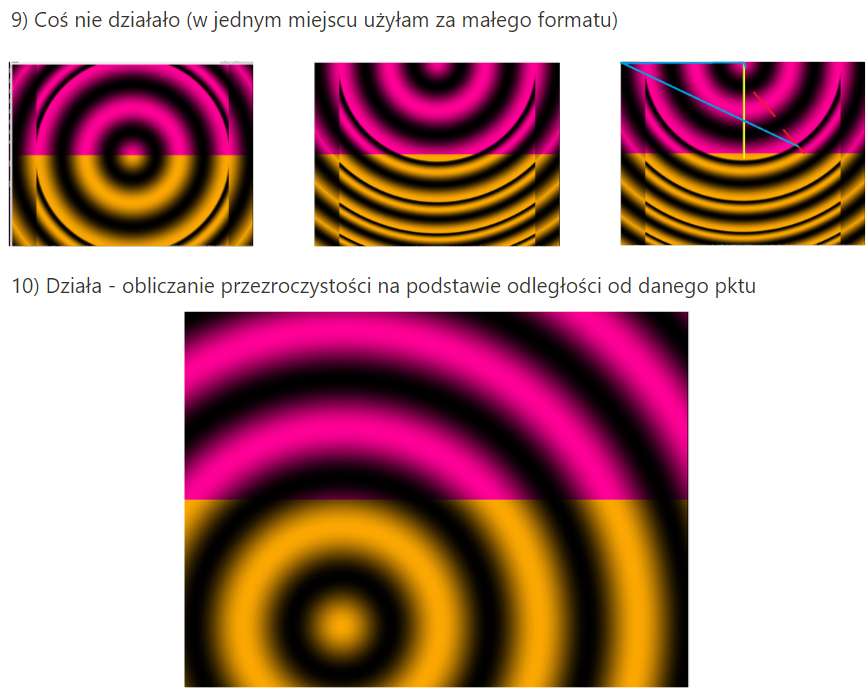 9) Coś nie działało (w jednym miejscu użyłam za małego formatu)
10) Działa - obliczanie przezroczystości na podstawie odległości od danego pktu